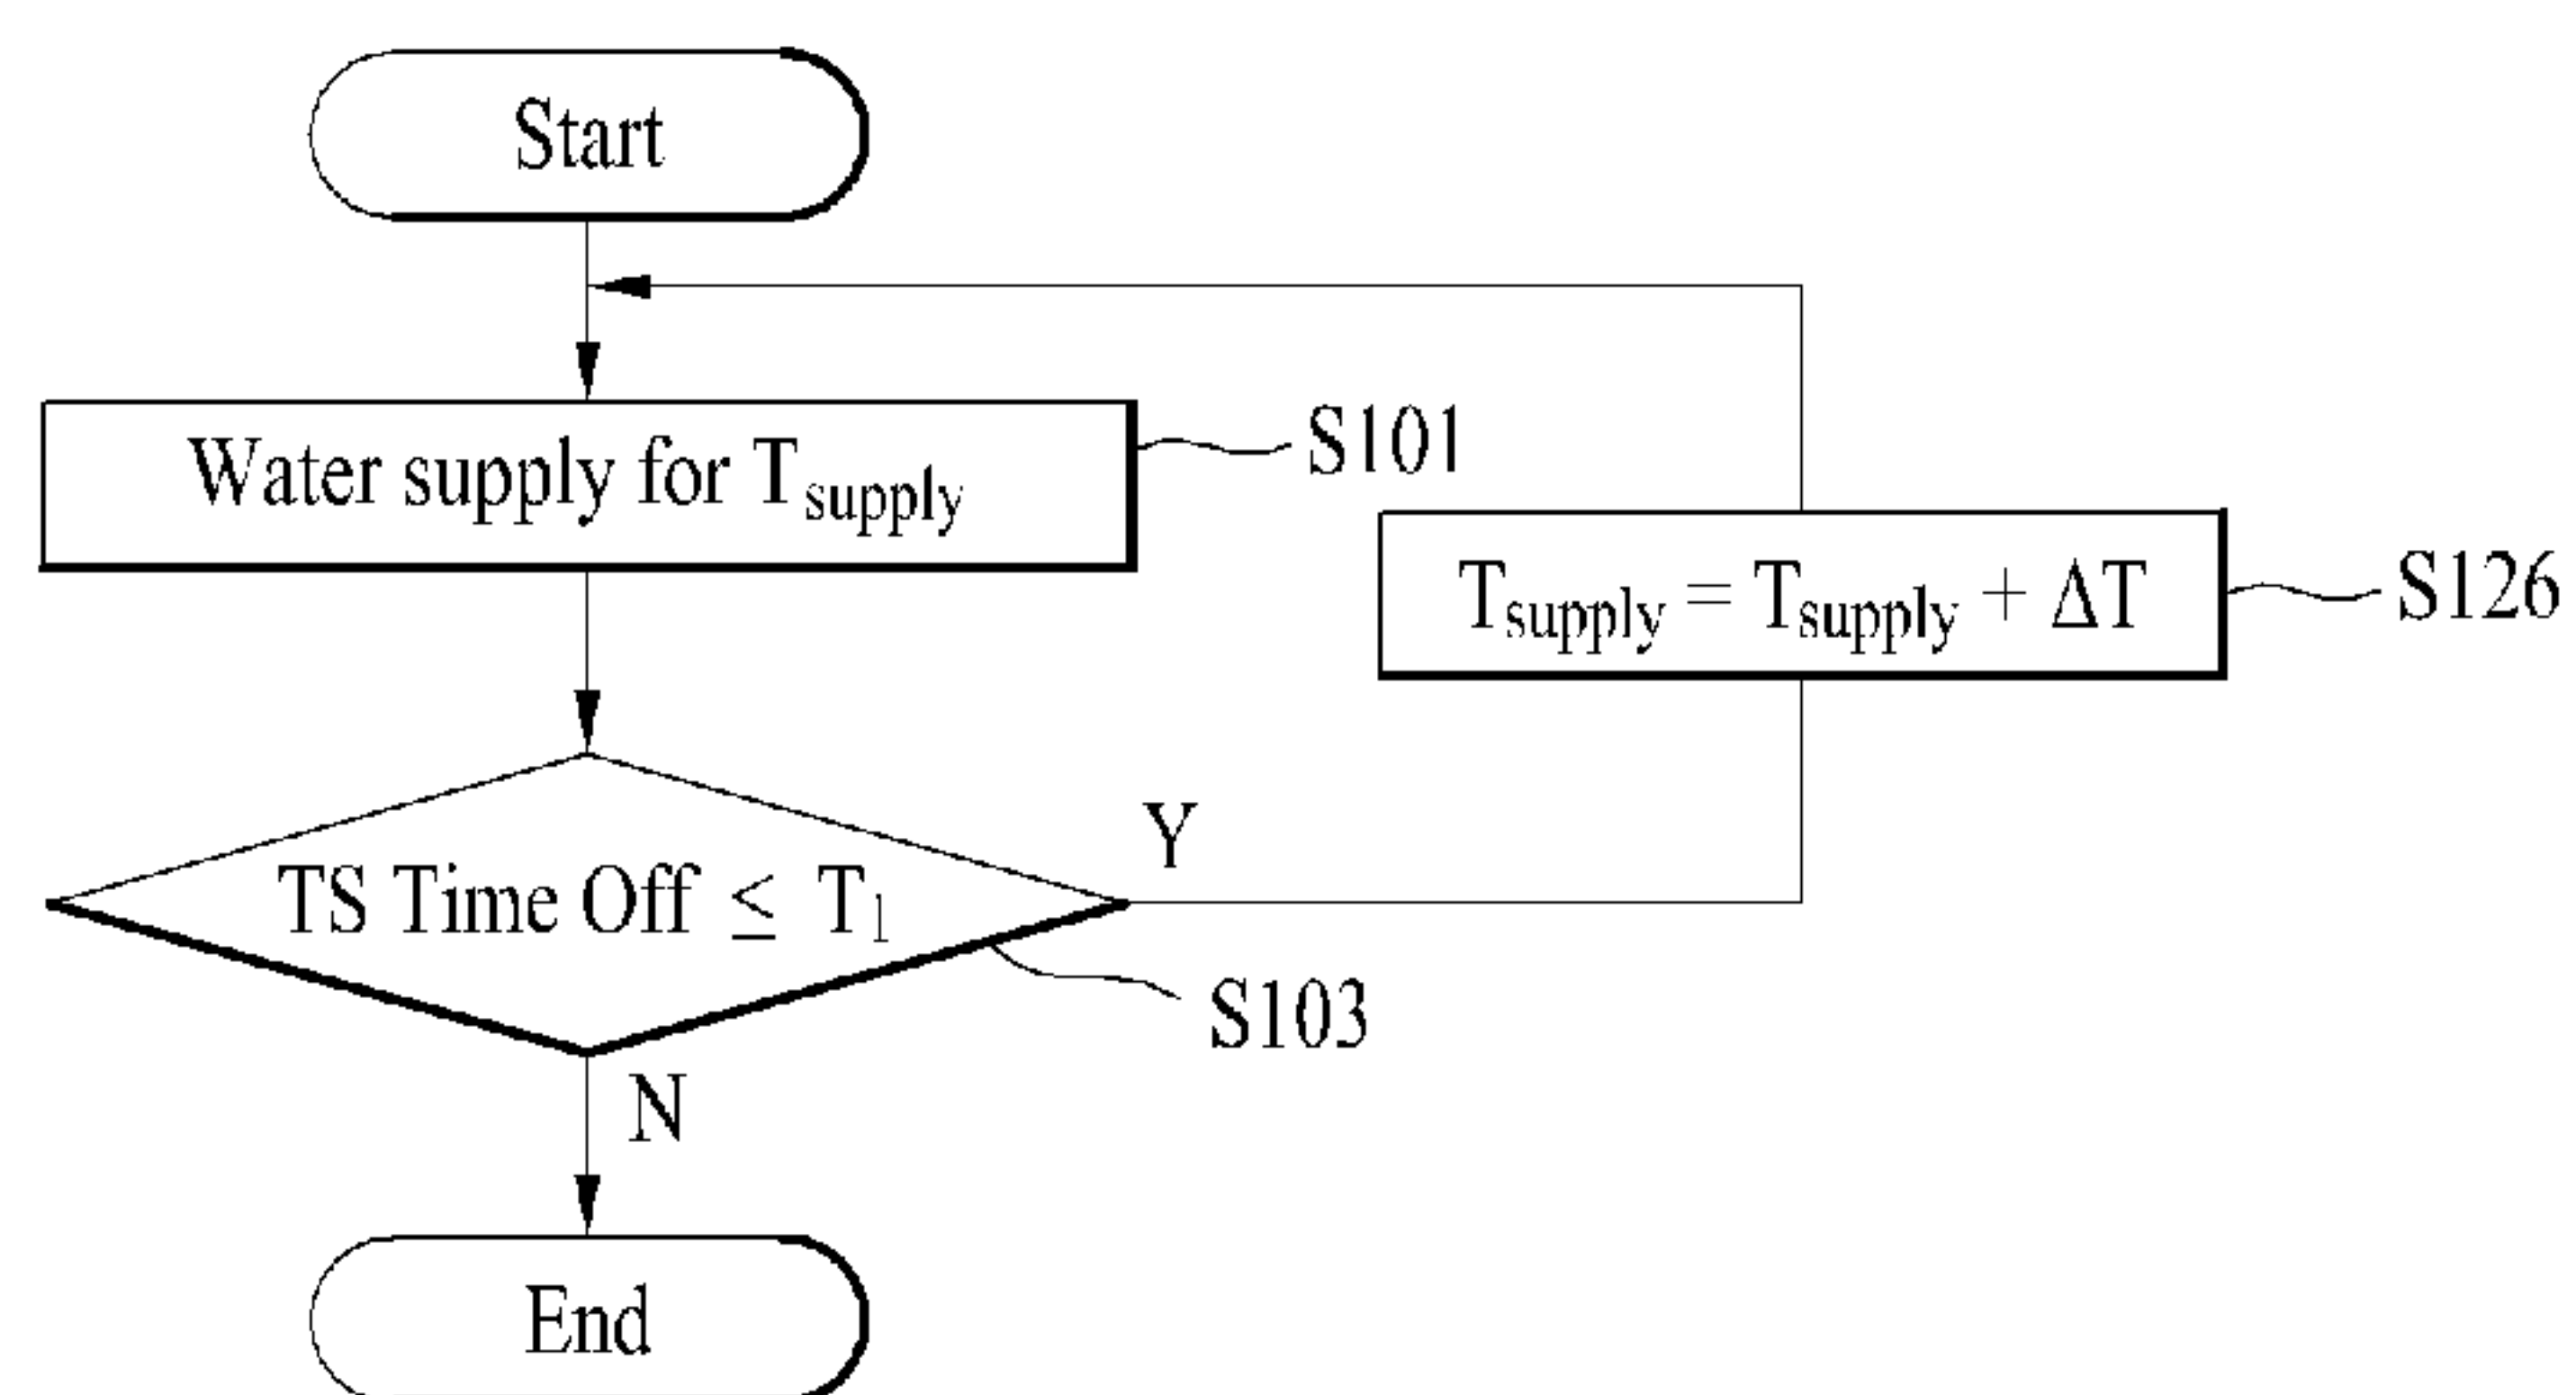 Start
Water supply for Tsupply
S101
Tsupply = Tsupply + ΔT
S126
TS Time Off ≤ T1
Y
S103
N
End